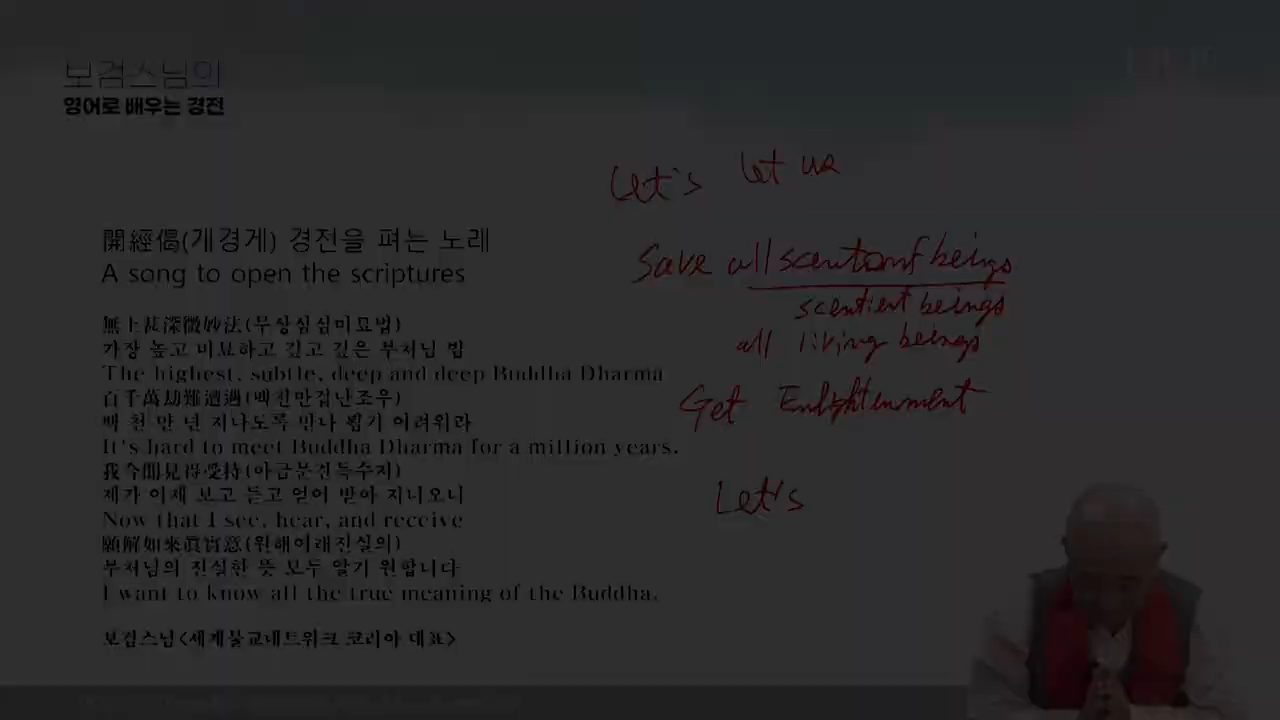 보검스님의
영어로 배우는 경전
開經偈(개경게) 경전을 펴는 노래
A song to open the scriptures
無上甚深微妙法(무상심심미묘법)
가장 높고 미묘하고 깊고 깊은 부처님 법
The highest, subtle, deep and deep Buddha Dharma
百千萬劫難遭遇(백천만겁난조우)
백 천 만 년 지나도록 만나 뵙기 어려워라
It's hard to meet Buddha Dharma for a million years.
我今聞見得受持(아금문견득수지)
제가 이제 보고 듣고 얻어 받아 지니오니
Now that I see, hear, and receive
願解如來眞實意(원해여래진실의)
부처님의 진실한 뜻 모두 알기 원합니다
I want to know all the true meaning of the Buddha.
보검스님<세계불교네트워크 코리아 대표>
Let's let us
Save all beings
scentient beings
all living beings
Get Enlightenment
Let's